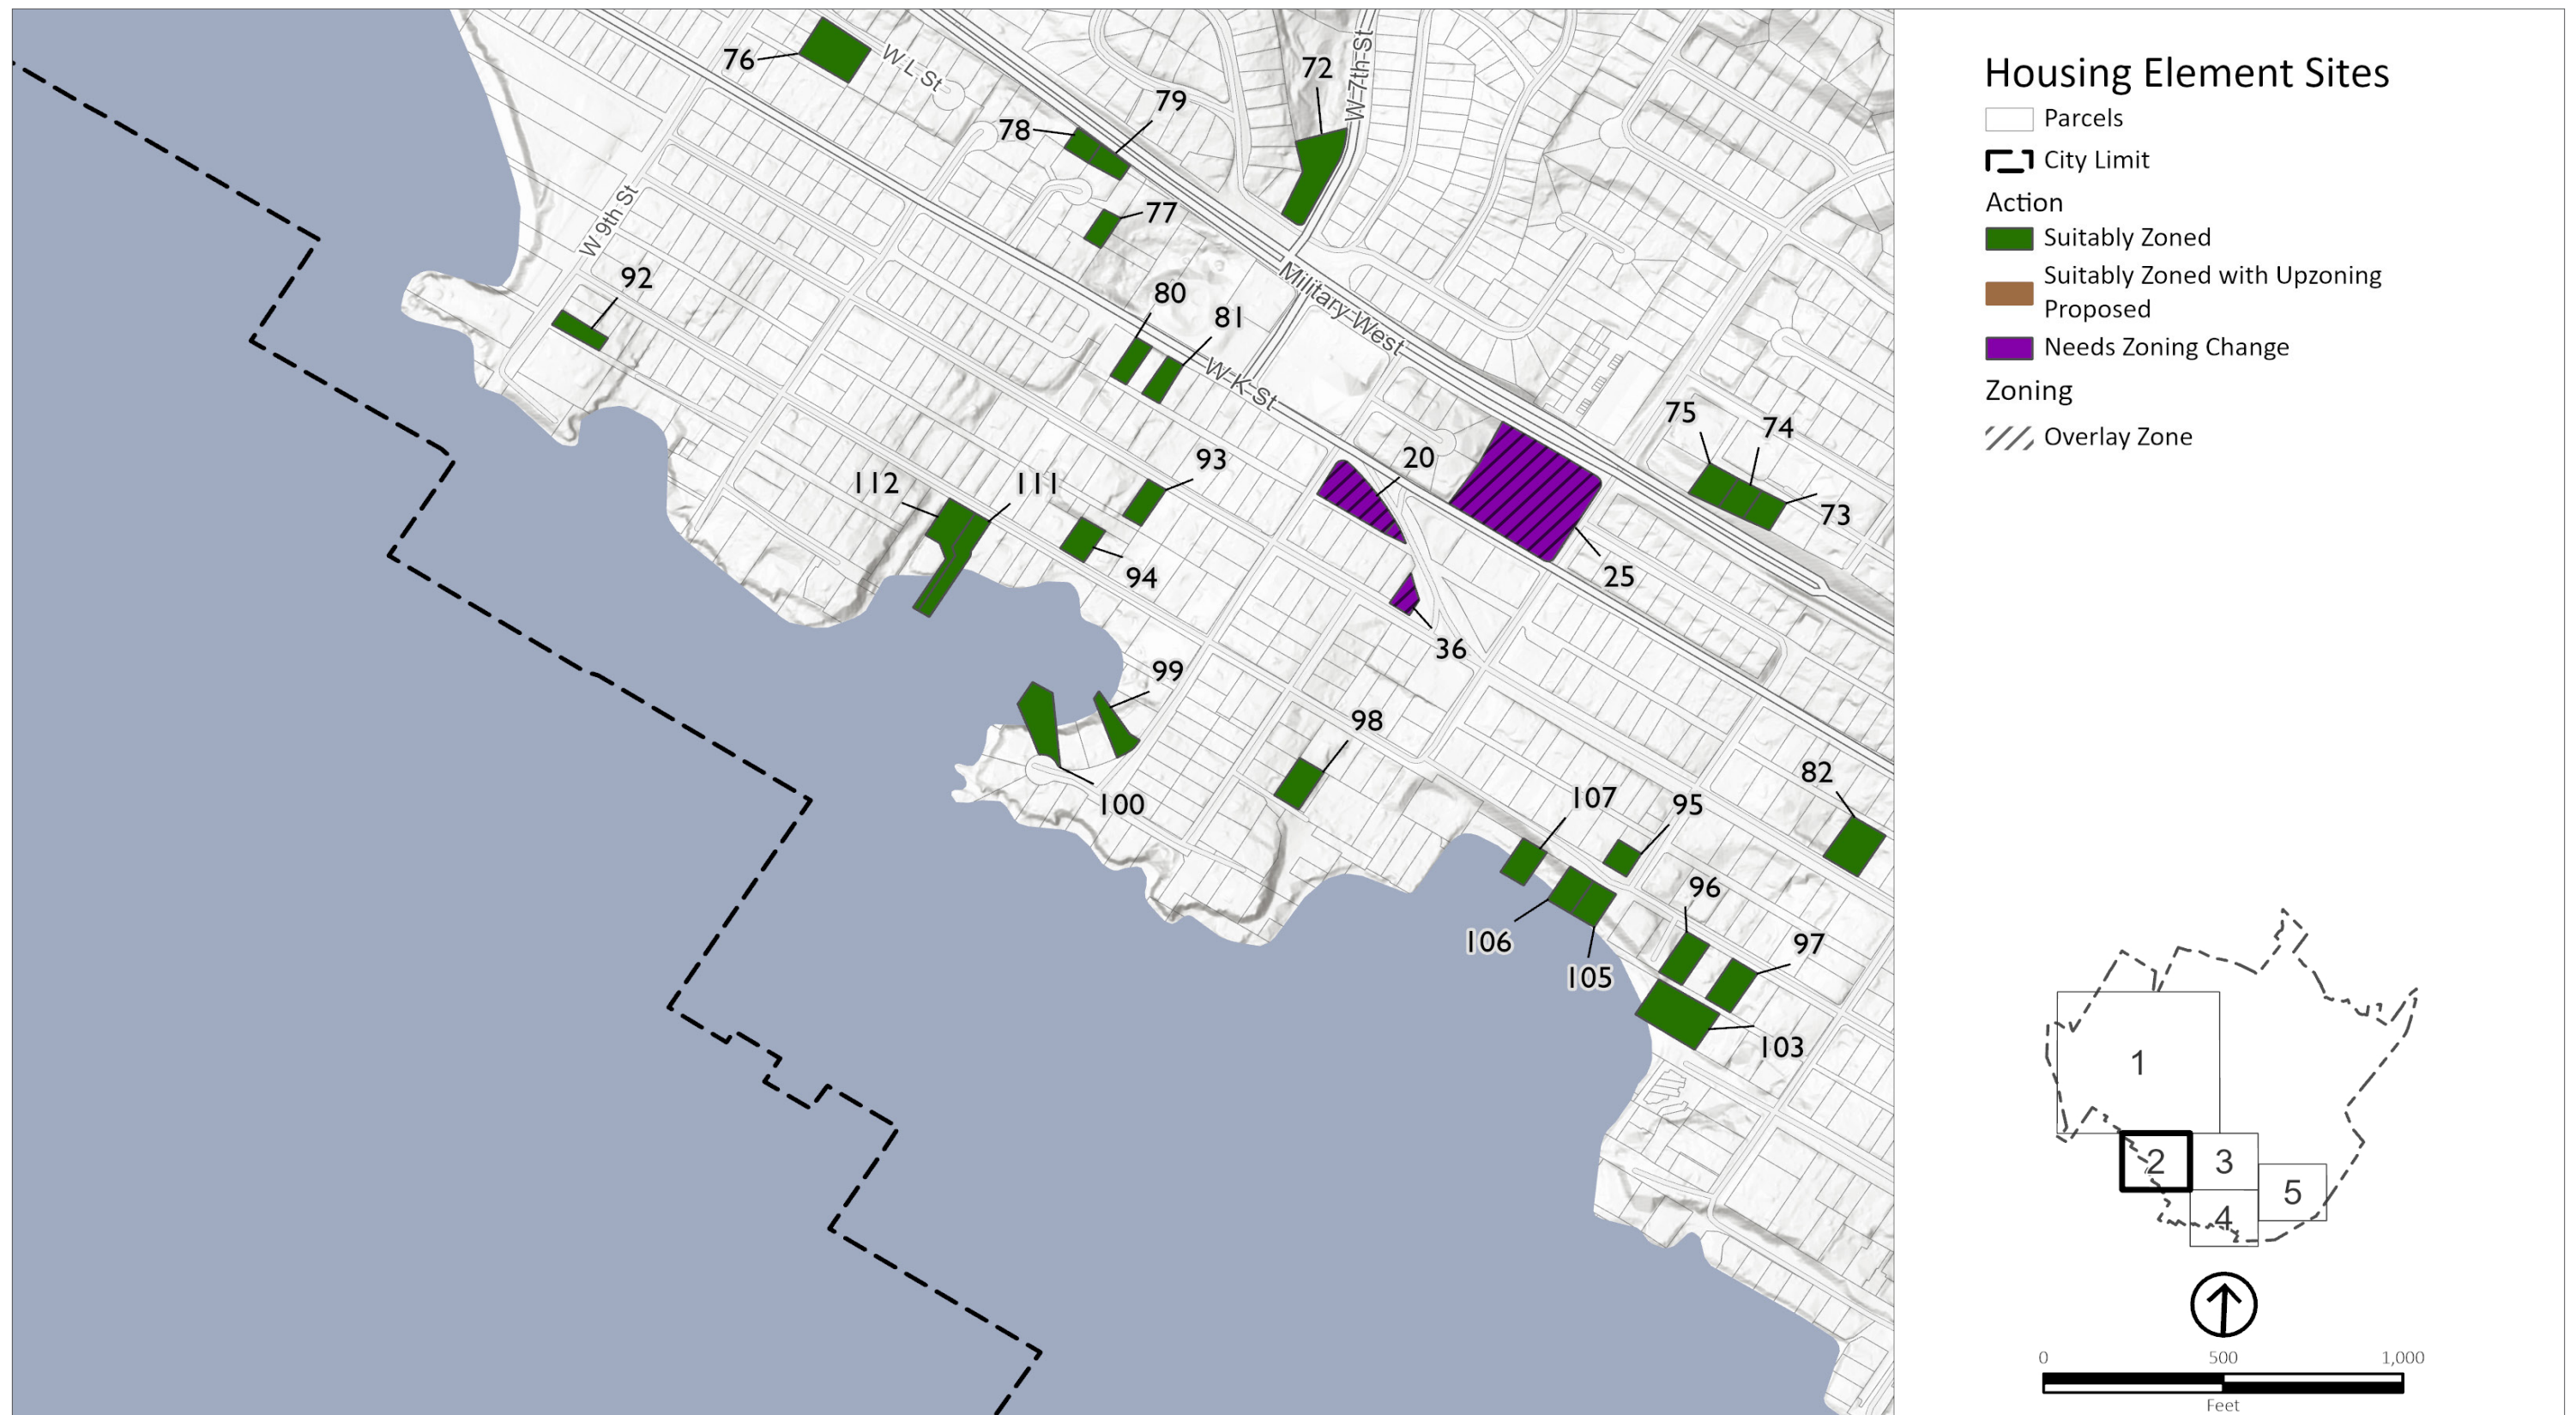 Housing Element Sites
Parcels
City Limit
Action
Suitably Zoned
Suitably Zoned with Upzoning
Proposed
Needs Zoning Change
Zoning
Overlay Zone
76
W L St
72
W 7th St
79
78
77
W 9th St
92
Military West
80
81
W K St
75
74
73
20
25
93
112
111
94
36
99
98
100
82
107
95
106
96
105
97
103
1
2
3
5
4
0
500
1,000
Feet